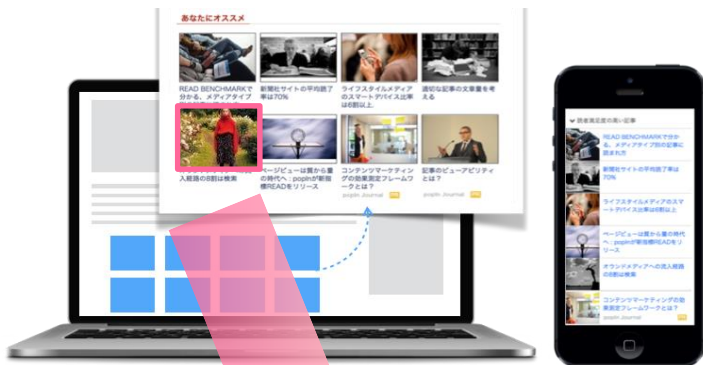 あなたにオススメ
READ BENCHMARKで
分かる、メディアタイプ
新聞社サイトの平均読了
率は70%
ライフスタイルメディア
のスマートデバイス比率
は6割以上
適切な記事の文章量を考
える
入経路の8割は検索
ページビューは質から量
の時代へ:popInが新指
標READをリリース
コンテンツマーケティン
グの効果測定フレームワ
ークとは?
popIn Journal PR
記事のビューアビリティ
とは?
popIn Journal PR
読者満足度の高い記事
READ BENCHMARKで分か
る、メディアタイプ別の記事に
読まれ方
新聞社サイトの平均読了率は
70%
ライフスタイルメディアのスマ
ートデバイス比率は6割以上
ページビューは質から量の時代
へ:popInが新指標READをリ
リース
オウンドメディアへの流入経路
の8割は検索
コンテンツマーケティングの効
果測定フレームワークとは?
popIn Journal